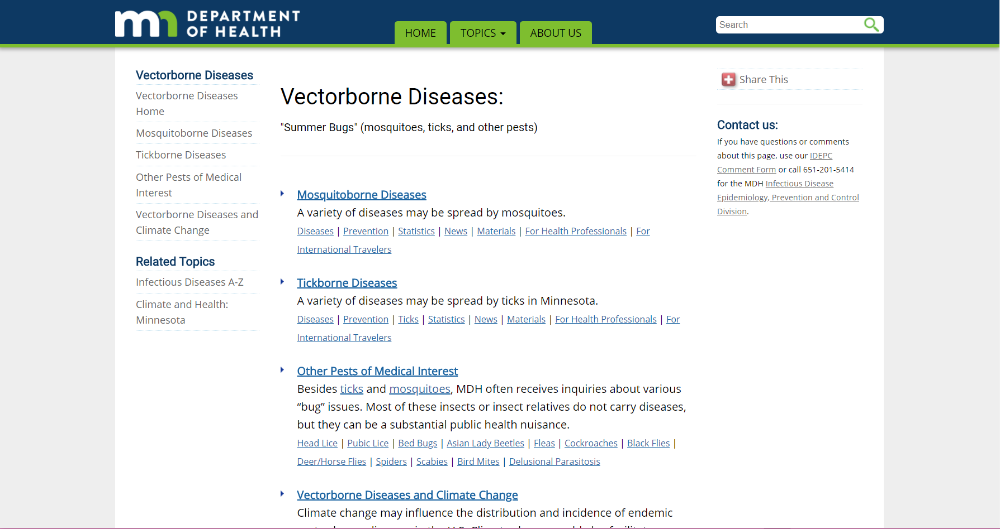 mn DEPARTMENT
OF HEALTH
HOME
TOPICS
ABOUT US
Search
Vectorborne Diseases
Vectorborne Diseases
Home
Mosquitoborne Diseases
Tickborne Diseases
Other Pests of Medical
Interest
Vectorborne Diseases and
Climate Change
Related Topics
Infectious Diseases A-Z
Climate and Health:
Minnesota
Vectorborne Diseases:
"Summer Bugs" (mosquitoes, ticks, and other pests)
Mosquitoborne Diseases
A variety of diseases may be spread by mosquitoes.
Diseases | Prevention | Statistics | News | Materials | For Health Professionals | For
International Travelers
Tickborne Diseases
A variety of diseases may be spread by ticks in Minnesota.
Diseases | Prevention | Ticks | Statistics | News | Materials | For Health Professionals | For
International Travelers
Other Pests of Medical Interest
Besides ticks and mosquitoes, MDH often receives inquiries about various
“bug” issues. Most of these insects or insect relatives do not carry diseases,
but they can be a substantial public health nuisance.
Head Lice | Pubic Lice | Bed Bugs | Asian Lady Beetles | Fleas | Cockroaches | Black Flies |
Deer/Horse Flies | Spiders | Scabies | Bird Mites | Delusional Parasitosis
Vectorborne Diseases and Climate Change
Climate change may influence the distribution and incidence of endemic
Share This
Contact us:
If you have questions or comments
about this page, use our IDEPC
Comment Form or call 651-201-5414
for the MDH Infectious Disease
Epidemiology, Prevention and Control
Division.